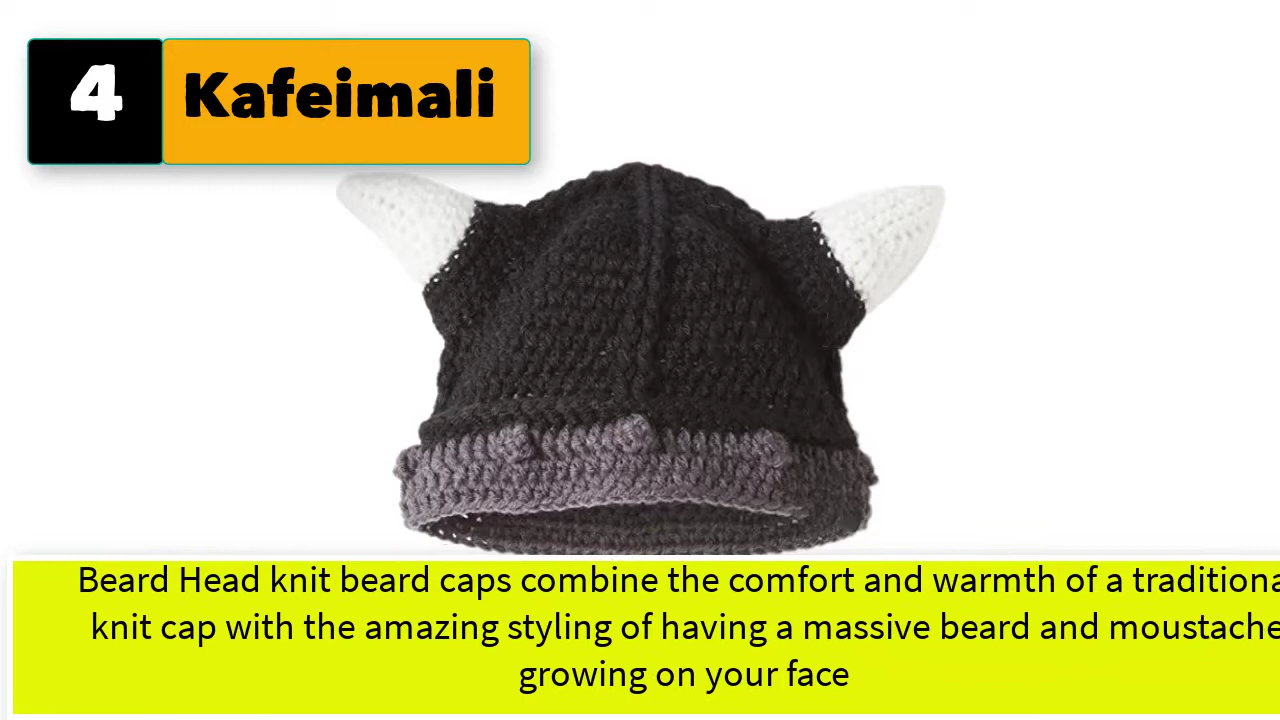 4 Kafeimali
Beard Head knit beard caps combine the comfort and warmth of a traditiona
knit cap with the amazing styling of having a massive beard and moustache
growing on your face